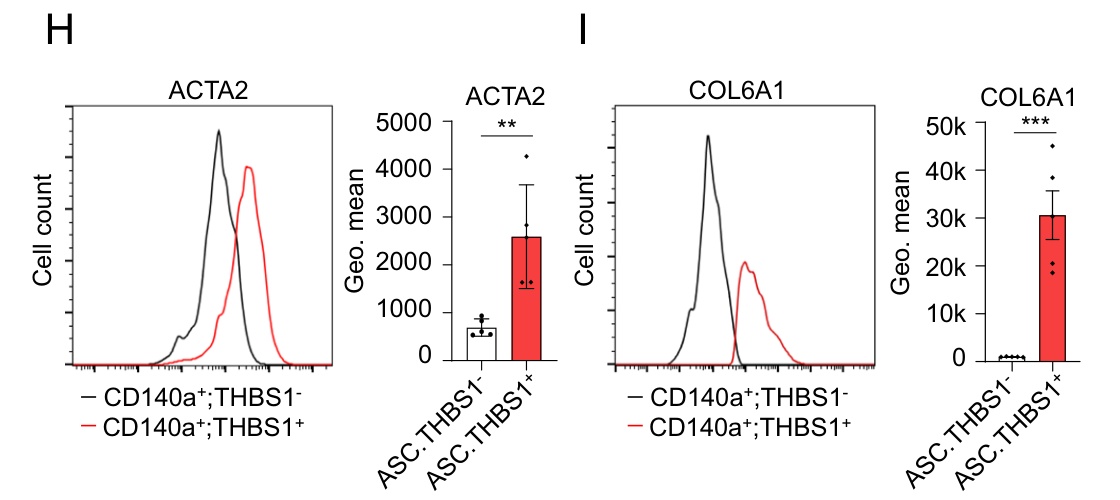 H
ACTA2
Cell count
— CD140a⁺;THBS1⁻
— CD140a⁺;THBS1⁺
ACTA2
**
Geo. mean
5000
4000
3000
2000
1000
0
ASC.THBS1⁻
ASC.THBS1⁺
I
COL6A1
Cell count
— CD140a⁺;THBS1⁻
— CD140a⁺;THBS1⁺
COL6A1
***
Geo. mean
50k
40k
30k
20k
10k
0
ASC.THBS1⁻
ASC.THBS1⁺